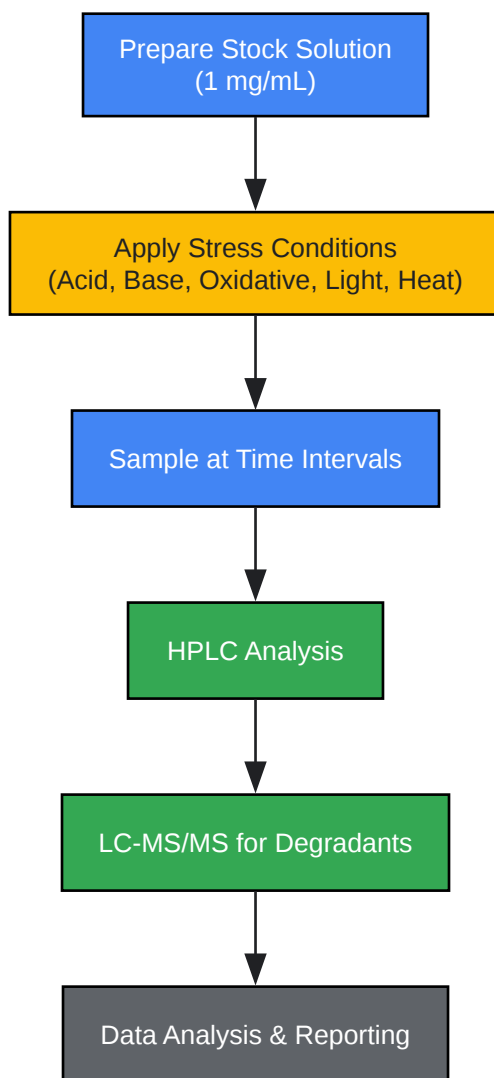 Prepare Stock Solution
(1 mg/mL)
Apply Stress Conditions
(Acid, Base, Oxidative, Light, Heat)
Sample at Time Intervals
HPLC Analysis
LC-MS/MS for Degradants
Data Analysis & Reporting